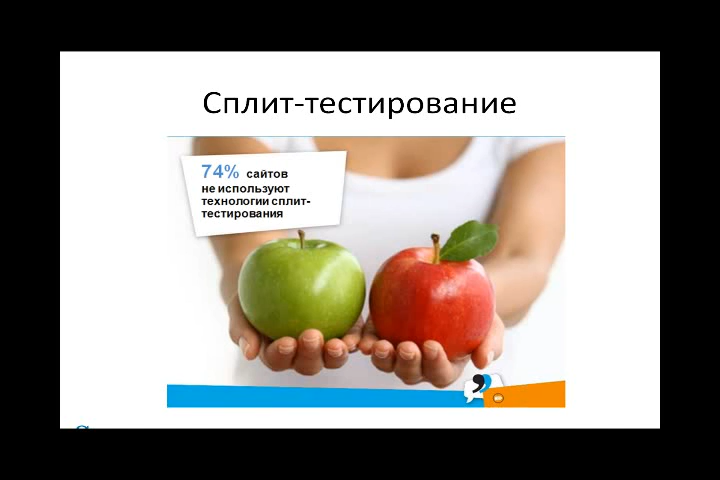 Сплит-тестирование
74% сайтов
не используют
технологии сплит-
тестирования